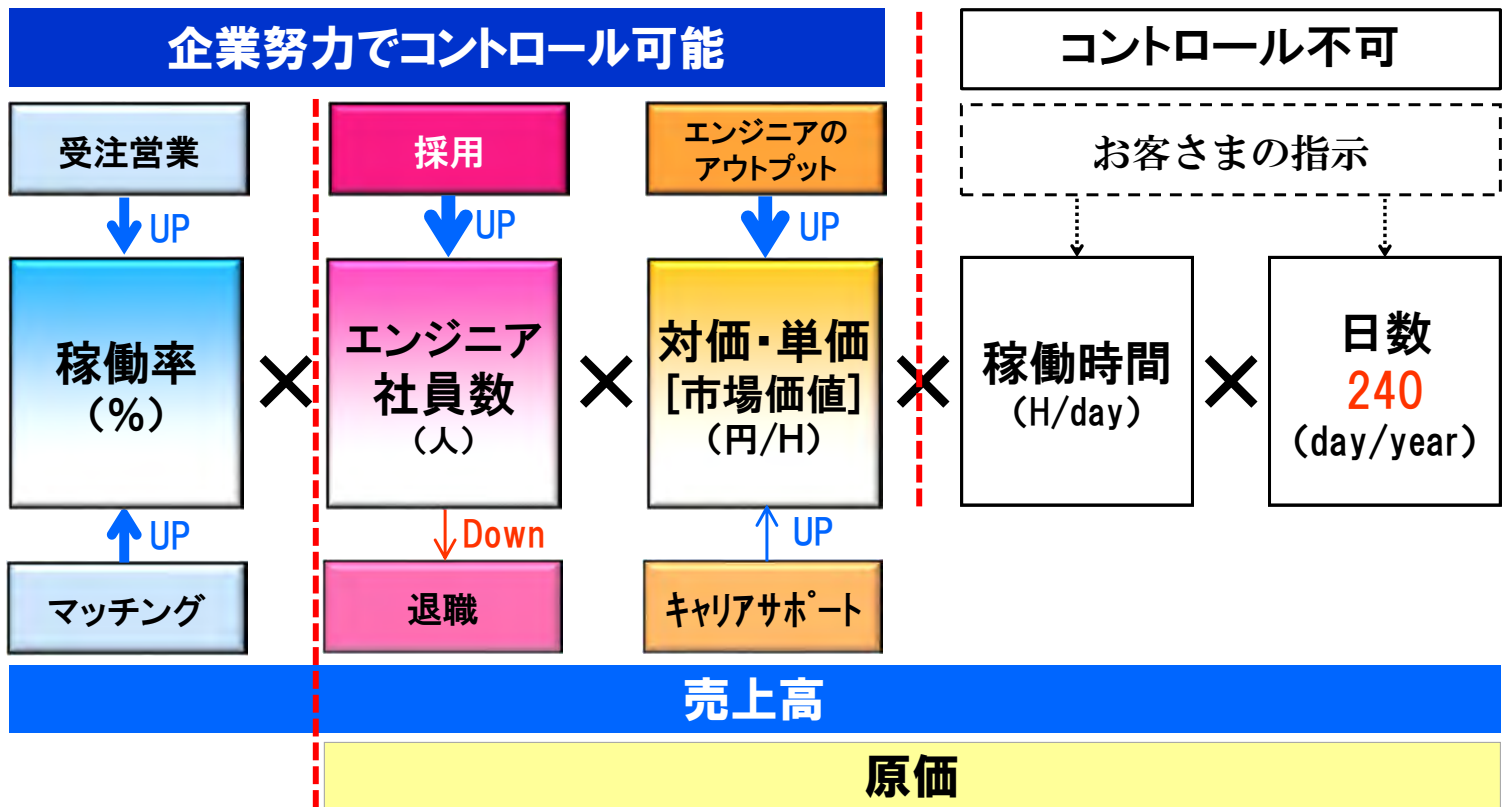 企業努力でコントロール可能
コントロール不可
受注営業
採用
エンジニアの
アウトプット
お客さまの指示
UP
UP
UP
稼働率
（%）
×
エンジニア
社員数
（人）
×
対価・単価
[市場価値]
（円/H）
×
稼働時間
（H/day）
×
日数
240
（day/year）
UP
Down
UP
マッチング
退職
キャリアサポート
売上高
原価